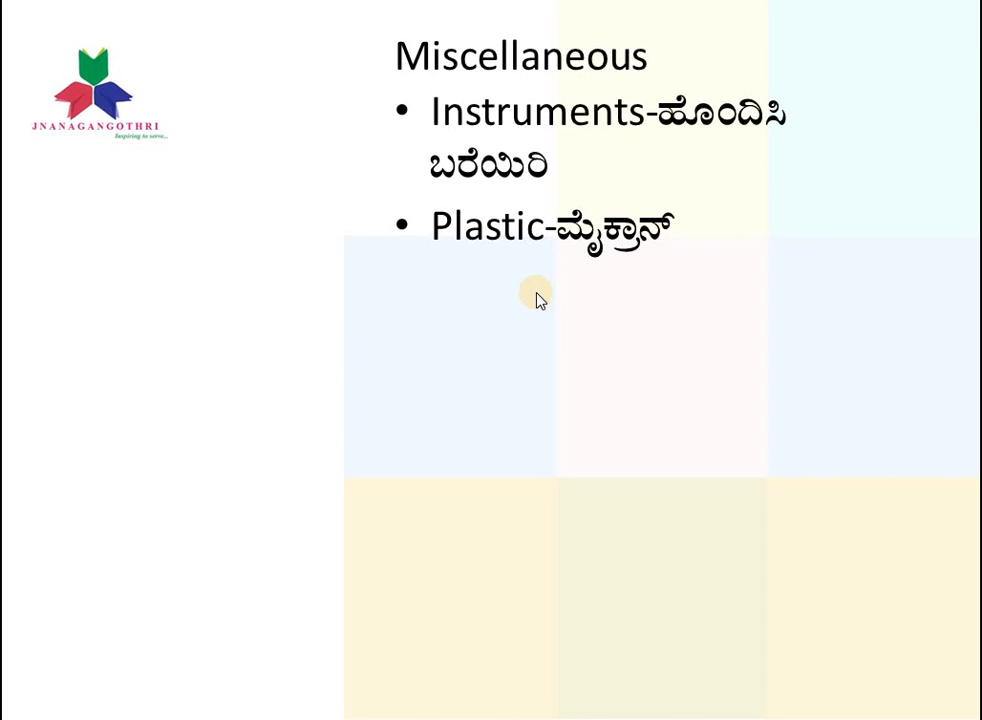 JNANAGANGOTHRI
Inspiring to serve...
Miscellaneous
• Instruments-ಹೊಂದಿಸಿ
ಬರೆಯಿರಿ
• Plastic-ಮೈಕ್ರಾನ್